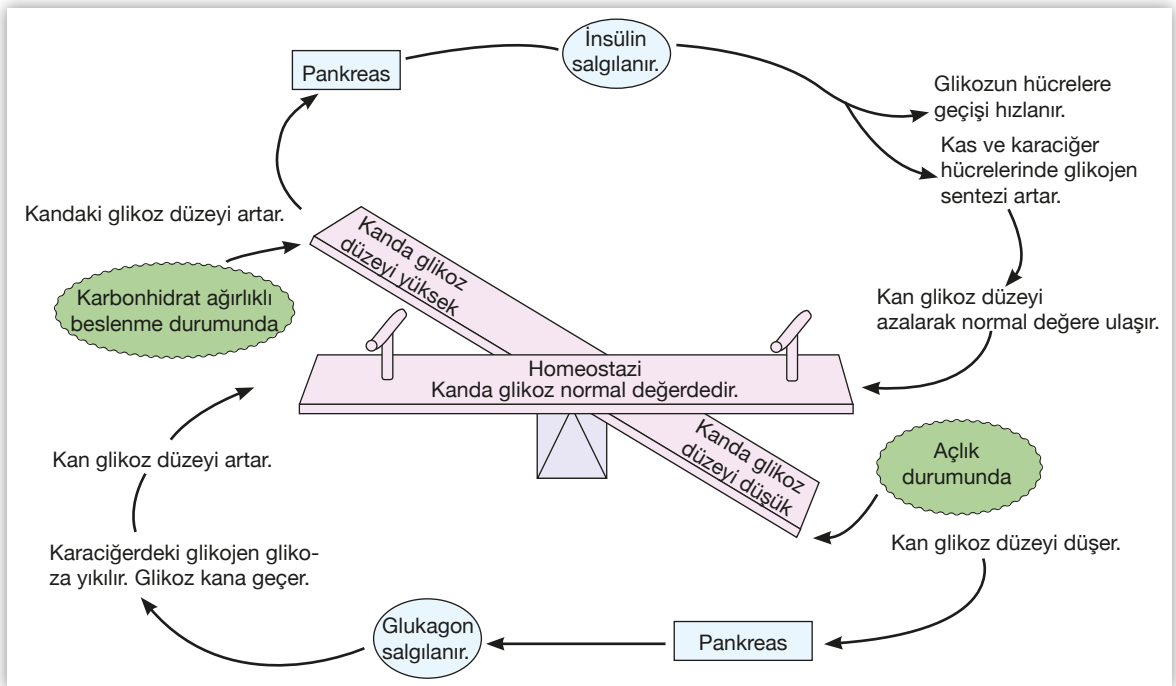 İnsülin
salgılanır.
Pankreas
Glikozun hücrelere
geçişi hızlanır.
Kas ve karaciğer
hücrelerinde glikojen
sentezi artar.
Kandaki glikoz düzeyi artar.
Kanda glikoz
düzeyi yüksek
Karbonhidrat ağırlıklı
beslenme durumunda
Kan glikoz düzeyi
azalarak normal değere ulaşır.
Homeostazi
Kanda glikoz normal değerdedir.
Kanda glikoz
düzeyi düşük
Açlık
durumunda
Kan glikoz düzeyi artar.
Kan glikoz düzeyi düşer.
Karaciğerdeki glikojen gliko-
za yıkılır. Glikoz kana geçer.
Glukagon
salgılanır.
Pankreas